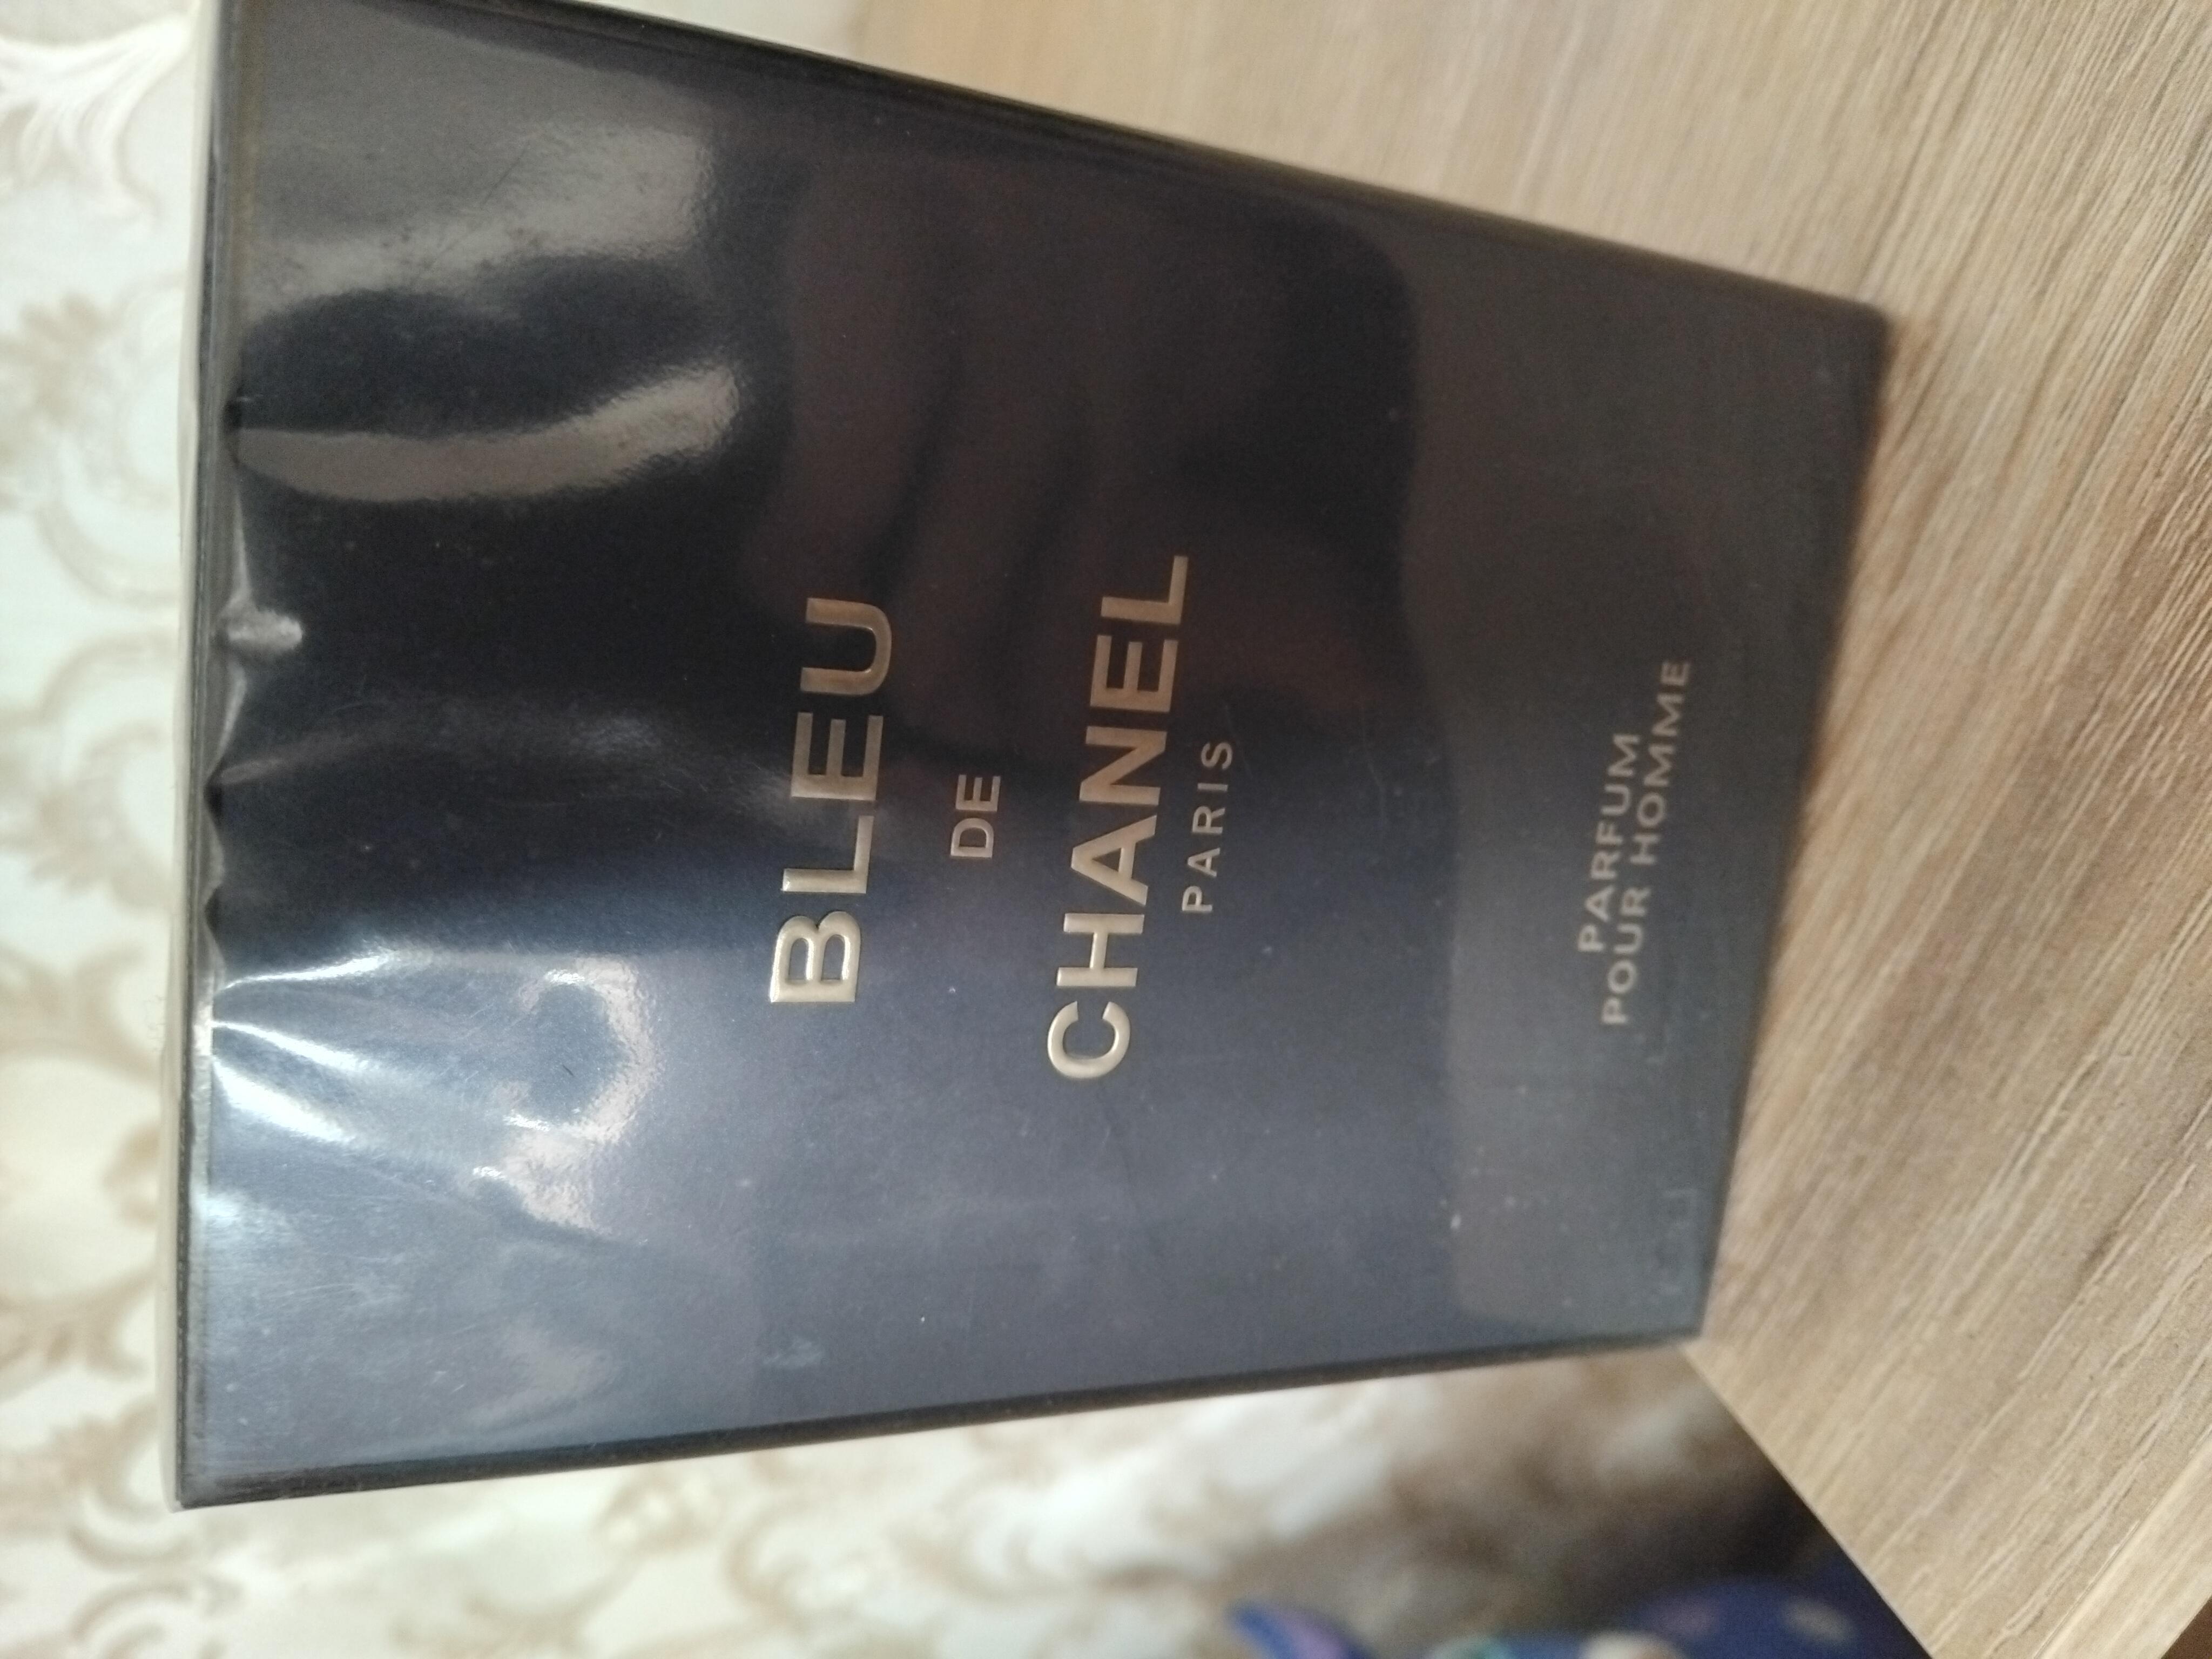 BLEU
DE
CHANEL
PARIS
PARFUM
POUR HOMME